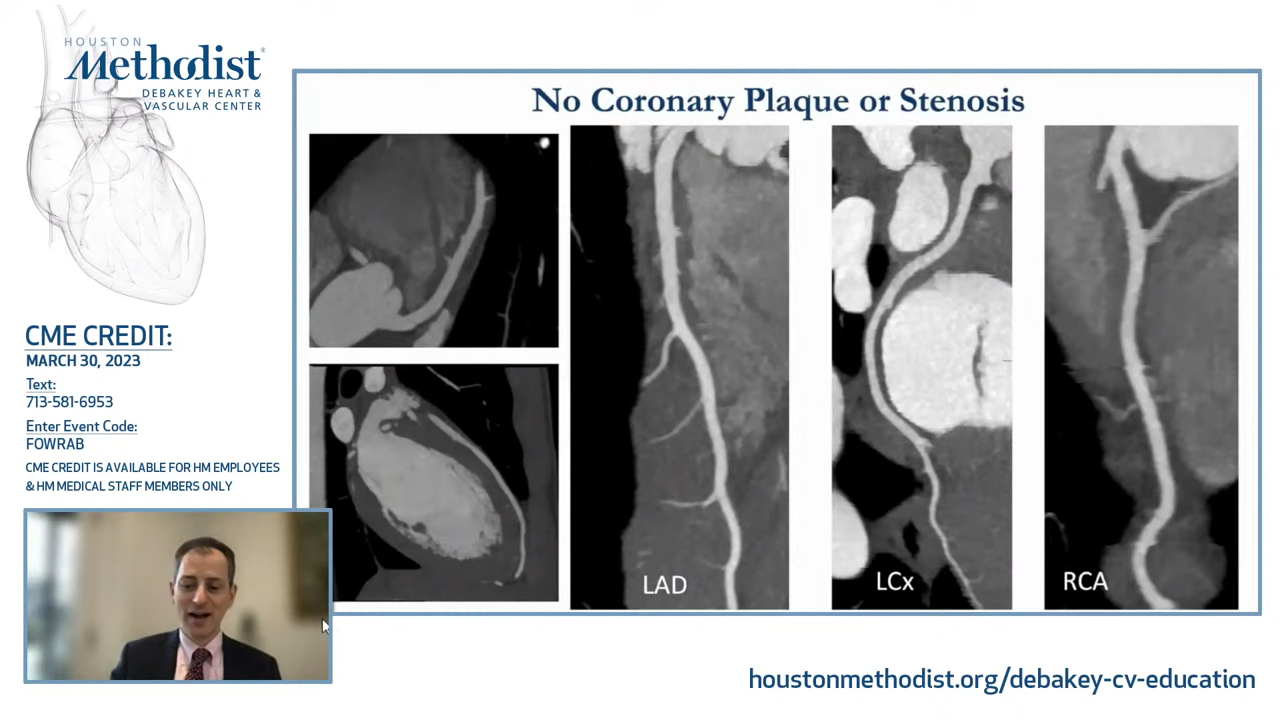 HOUSTON
Methodist®
DEBAKEY HEART &
VASCULAR CENTER
CME CREDIT:
MARCH 30, 2023
Text:
713-581-6953
Enter Event Code:
FOWRAB
CME CREDIT IS AVAILABLE FOR HM EMPLOYEES
& HM MEDICAL STAFF MEMBERS ONLY
No Coronary Plaque or Stenosis
LAD
LCx
RCA
houstonmethodist.org/debakey-cv-education